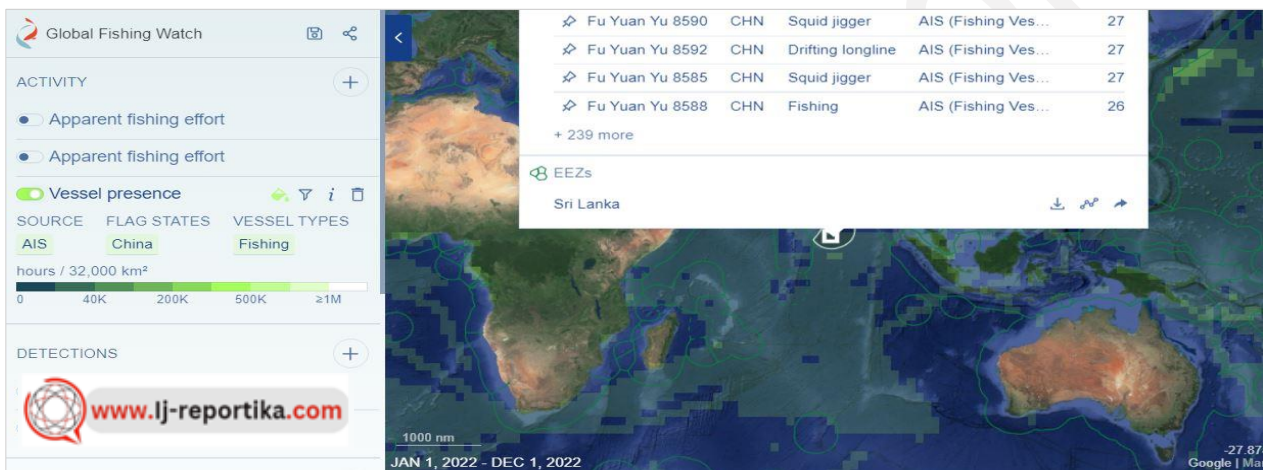 Global Fishing Watch
ACTIVITY
Apparent fishing effort
Apparent fishing effort
Vessel presence
SOURCE FLAG STATES VESSEL TYPES
AIS China Fishing
hours / 32,000 km²
0 40K 200K 500K ≥1M
DETECTIONS
www.Ij-reportika.com
Fu Yuan Yu 8590 CHN Squid jigger AIS (Fishing Ves... 27
Fu Yuan Yu 8592 CHN Drifting longline AIS (Fishing Ves... 27
Fu Yuan Yu 8585 CHN Squid jigger AIS (Fishing Ves... 27
Fu Yuan Yu 8588 CHN Fishing AIS (Fishing Ves... 26
+ 239 more
EEZs
Sri Lanka
1000 nm
JAN 1, 2022 - DEC 1, 2022
-27.87
Google | Ma